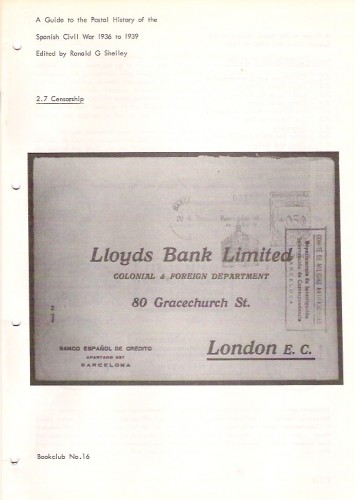 A Guide to the Postal History of the
Spanish Civil War 1936 to 1939
Edited by Ronald G Shelley
2.7 Censorship
Lloyds Bank Limited
COLONIAL & FOREIGN DEPARTMENT
80 Gracechurch St.
London E. C.
BANCO ESPAÑOL DE CRÉDITO
APARTADO
BARCELONA
BARCELONA
Bookclub No.16